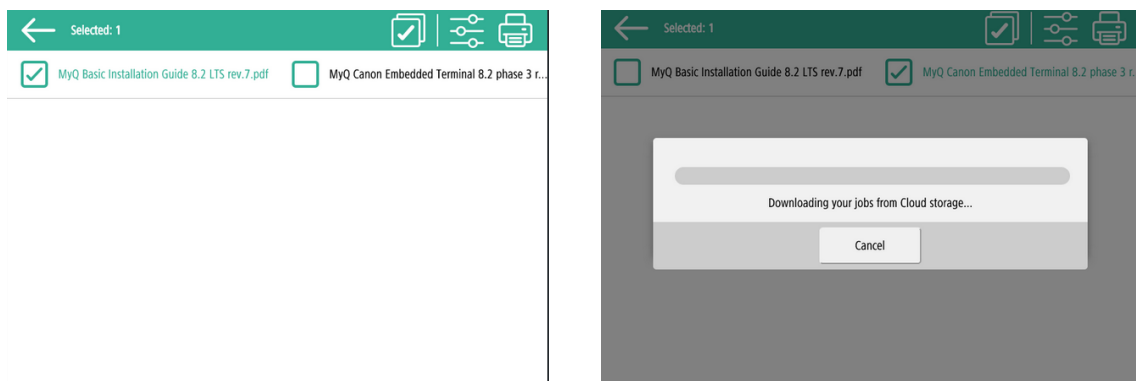 Selected: 1
MyQ Basic Installation Guide 8.2 LTS rev.7.pdf
MyQ Canon Embedded Terminal 8.2 phase 3 r...
Selected: 1
MyQ Basic Installation Guide 8.2 LTS rev.7.pdf
MyQ Canon Embedded Terminal 8.2 phase 3 r.
Downloading your jobs from Cloud storage...
Cancel